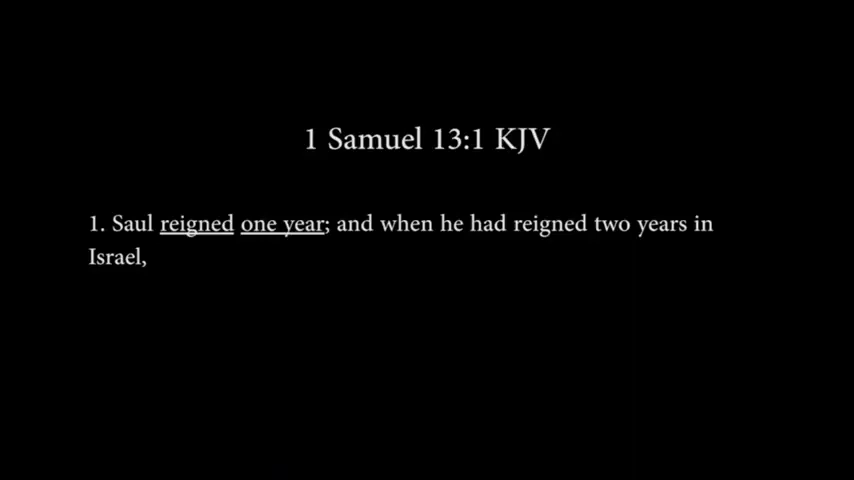 1 Samuel 13:1 KJV
1. Saul reigned one year; and when he had reigned two years in
Israel,